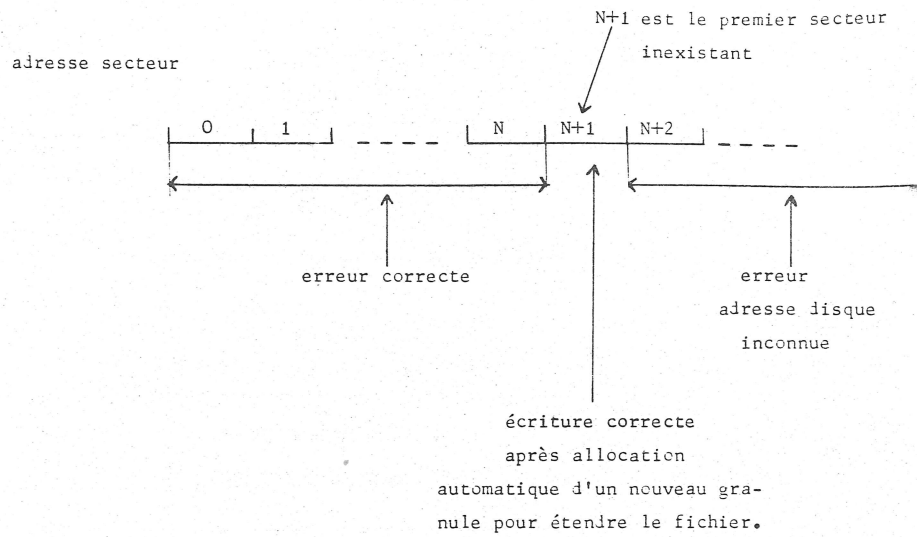 N+1 est le premier secteur
inexistant
adresse secteur
0 1 N N+1 N+2
erreur correcte
erreur
adresse disque
inconnue
écriture correcte
après allocation
automatique d'un nouveau gra-
nule pour étendre le fichier.